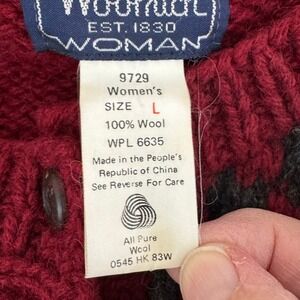 Woolrich
EST. 1830
WOMAN
9729
Women's
SIZE L
100% Wool
WPL 6635
Made in the People's
Republic of China
See Reverse For Care
All Pure
Wool
0545 HK 83W